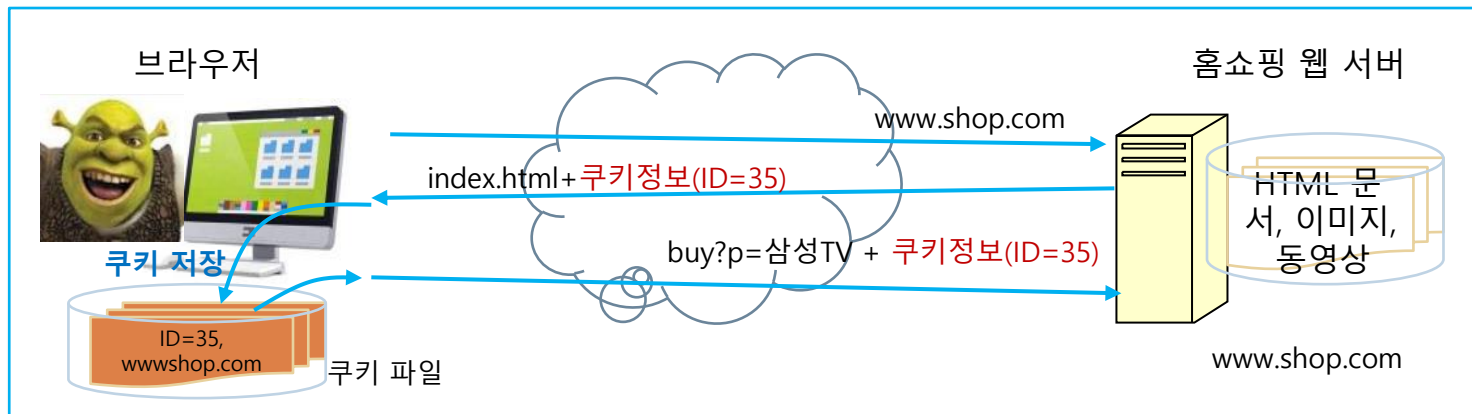 브라우저
홈쇼핑 웹 서버
www.shop.com
index.html+쿠키정보(ID=35)
HTML 문
서, 이미지,
동영상
buy?p=삼성TV + 쿠키정보(ID=35)
쿠키 저장
ID=35,
wwwshop.com
쿠키 파일
www.shop.com